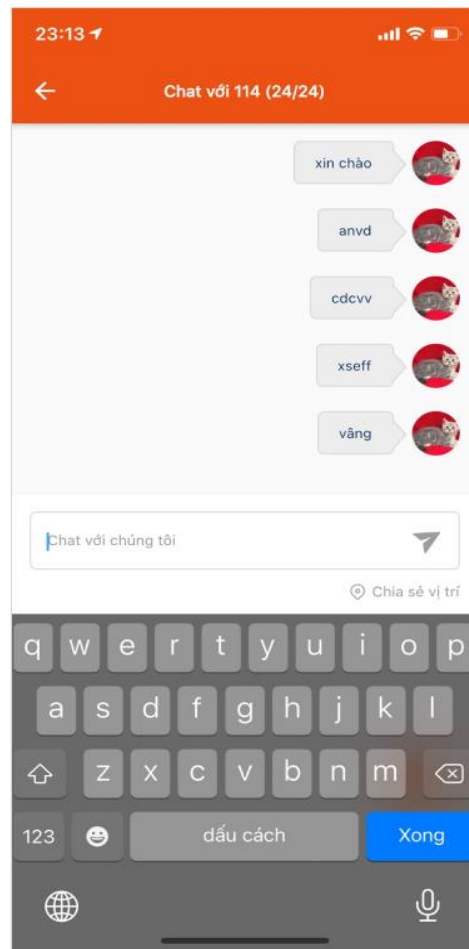 23:13
Chat với 114 (24/24)
xin chào
anvd
cdcvv
xseff
vâng
Chat với chúng tôi
Chia sẻ vị trí
q w e r t y u i o p
a s d f g h j k l
z x c v b n m
123 dấu cách Xong